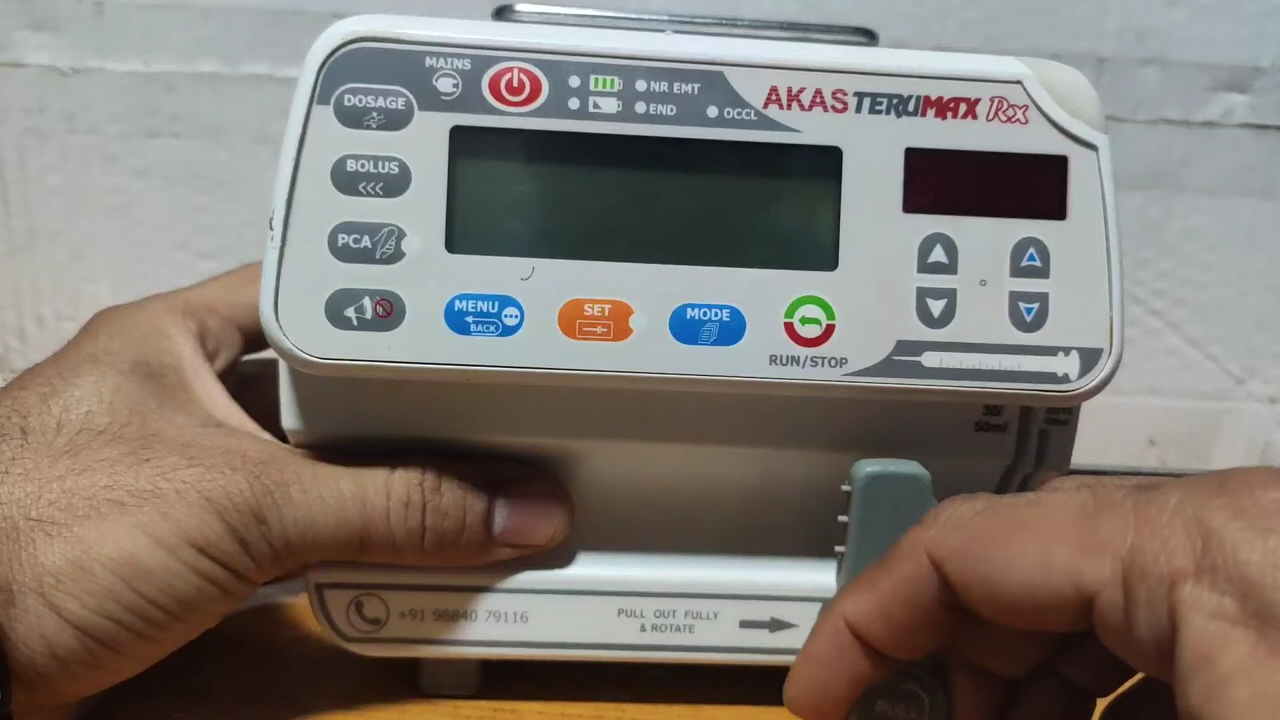 MAINS
DOSAGE
NR EMT
END
OCCL
AKAS TERUMAX Rx
BOLUS
PCA
MENU
BACK
SET
MODE
RUN/STOP
50ml
+91 98840 79116
PULL OUT FULLY
& ROTATE
PULL